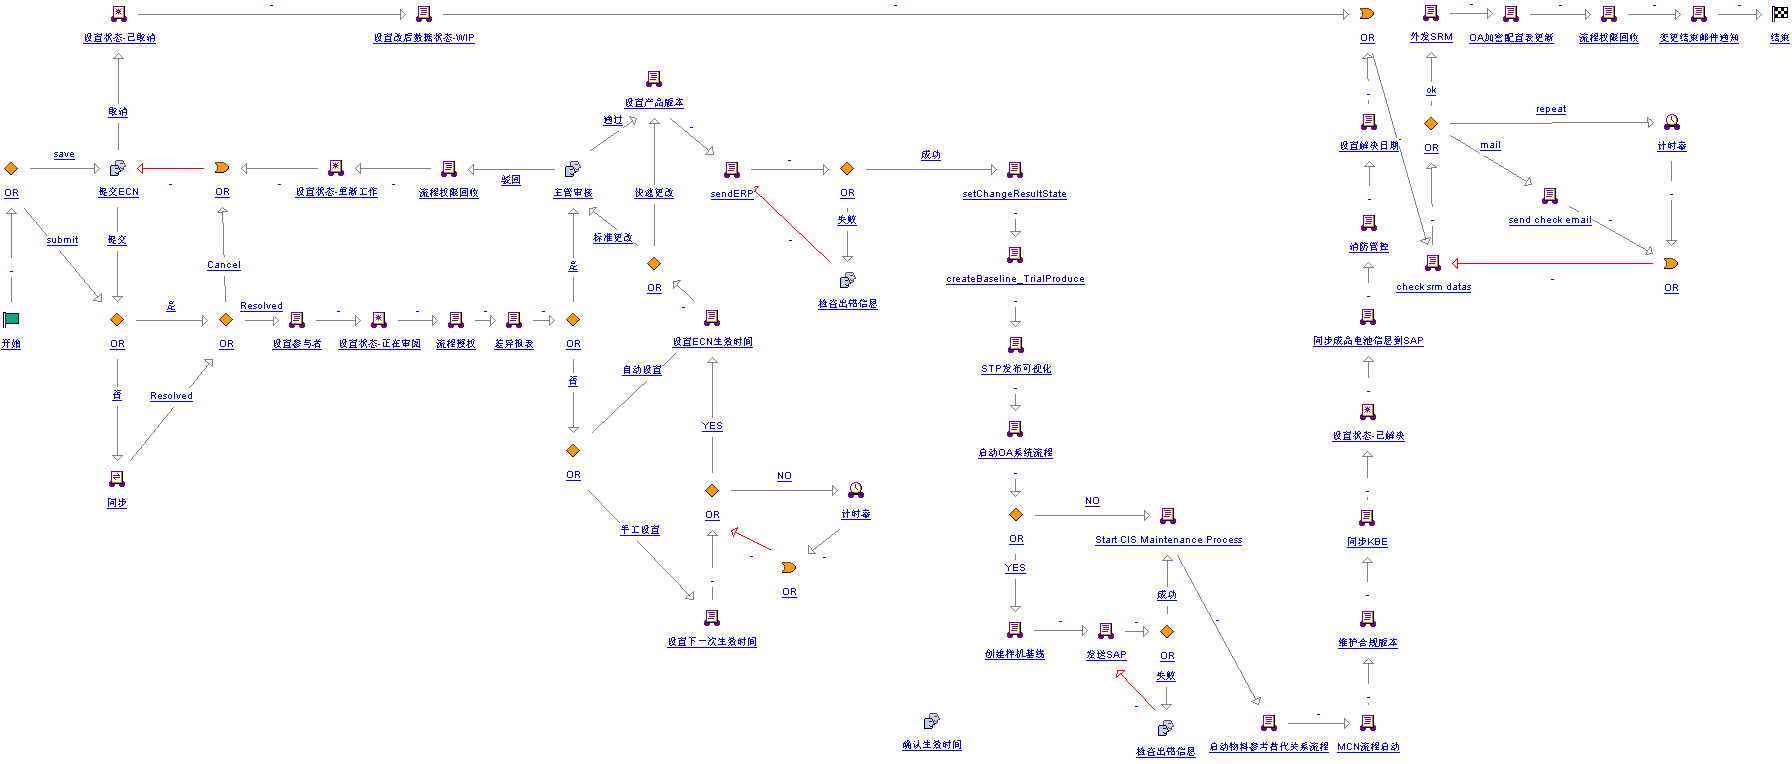 设置状态-已取消
设置改后数据状态-WIP
OR
外发SRM
OA加密配置表更新
流程权限回收
变更结束邮件通知
结束
取消
设置产品版本
通过
ok
repeat
OR
计时器
设置解决日期
mail
save
OR
提交ECN
OR
设置状态-重新工作
流程权限回收
驳回
主管审核
快速更改
sendERP
OR
成功
setChangeResultState
失败
send check email
submit
提交
标准更改
消防管控
Cancel
是
OR
检查出错信息
createBaseline_TrialProduce
check srm datas
OR
是
Resolved
开始
OR
OR
设置参与者
设置状态-正在审阅
流程授权
差异报表
OR
设置ECN生效时间
同步成品电池信息到SAP
自动设置
STP发布可视化
否
Resolved
否
YES
设置状态-已解决
OR
启动OA系统流程
NO
同步
手工设置
OR
计时器
NO
OR
Start CIS Maintenance Process
同步KBE
YES
OR
成功
设置下一次生效时间
创建样机基线
发送SAP
OR
维护合规版本
失败
确认生效时间
检查出错信息
启动物料参考替代关系流程
MCN流程启动